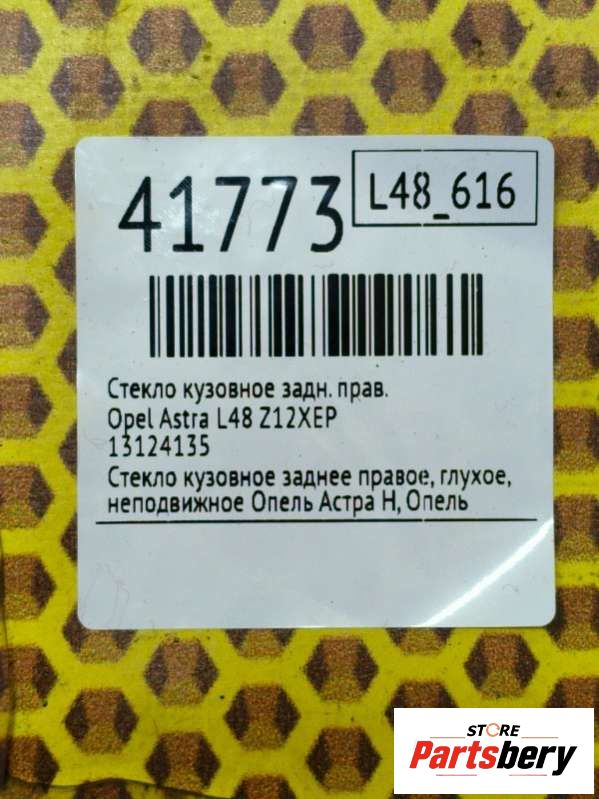 41773
L48_616
Стекло кузовное задн. прав.
Opel Astra L48 Z12XEP
13124135
Стекло кузовное заднее правое, глухое,
неподвижное Опель Астра Н, Опель
STORE
Partsbery